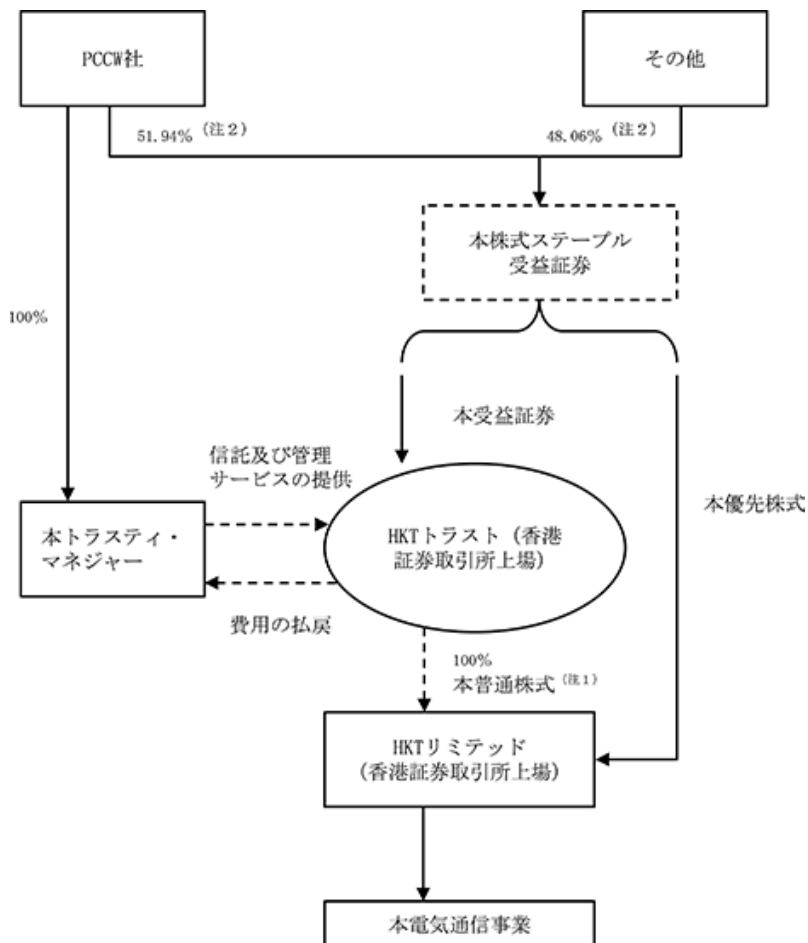 PCCW社
その他
51.94%（注2）
48.06%（注2）
本株式ステープル
受益証券
100%
本受益証券
信託及び管理
サービスの提供
本優先株式
本トラスティ・
マネジャー
HKTトラスト（香港
証券取引所上場）
費用の払戻
100%
本普通株式（注1）
HKTリミテッド
（香港証券取引所上場）
本電気通信事業